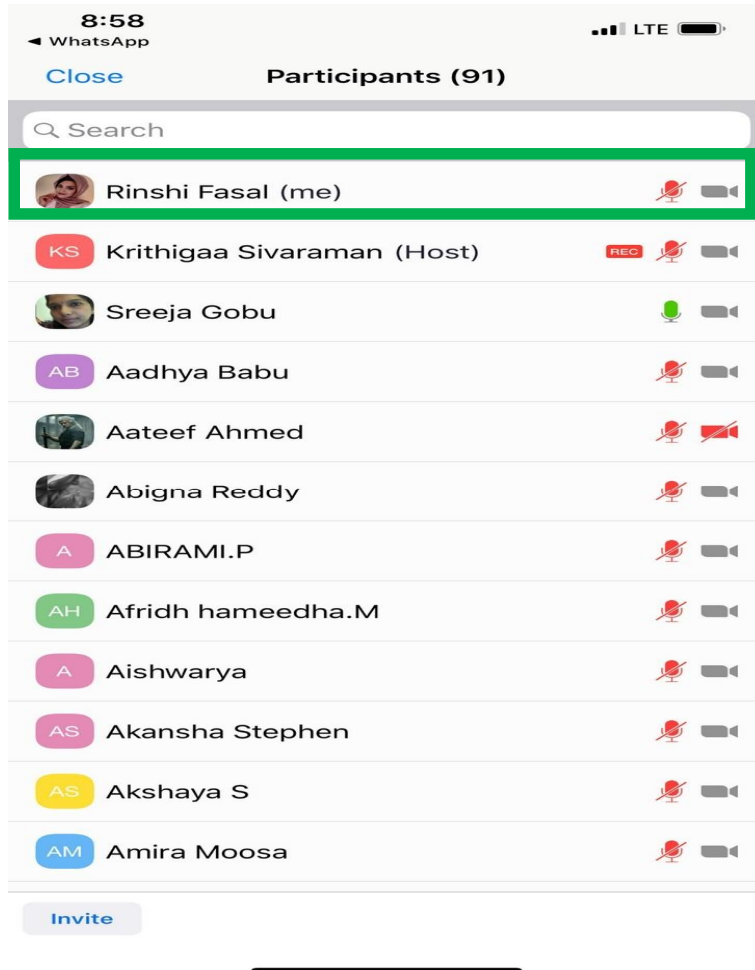 8:58
◀ WhatsApp
LTE
Close Participants (91)
Search
Rinshi Fasal (me)
KS Krithigaa Sivaraman (Host) REC
Sreeja Gobu
AB Aadhya Babu
Aateef Ahmed
Abigna Reddy
A ABIRAMI.P
AH Afridh hameedha.M
A Aishwarya
AS Akansha Stephen
AS Akshaya S
AM Amira Moosa
Invite